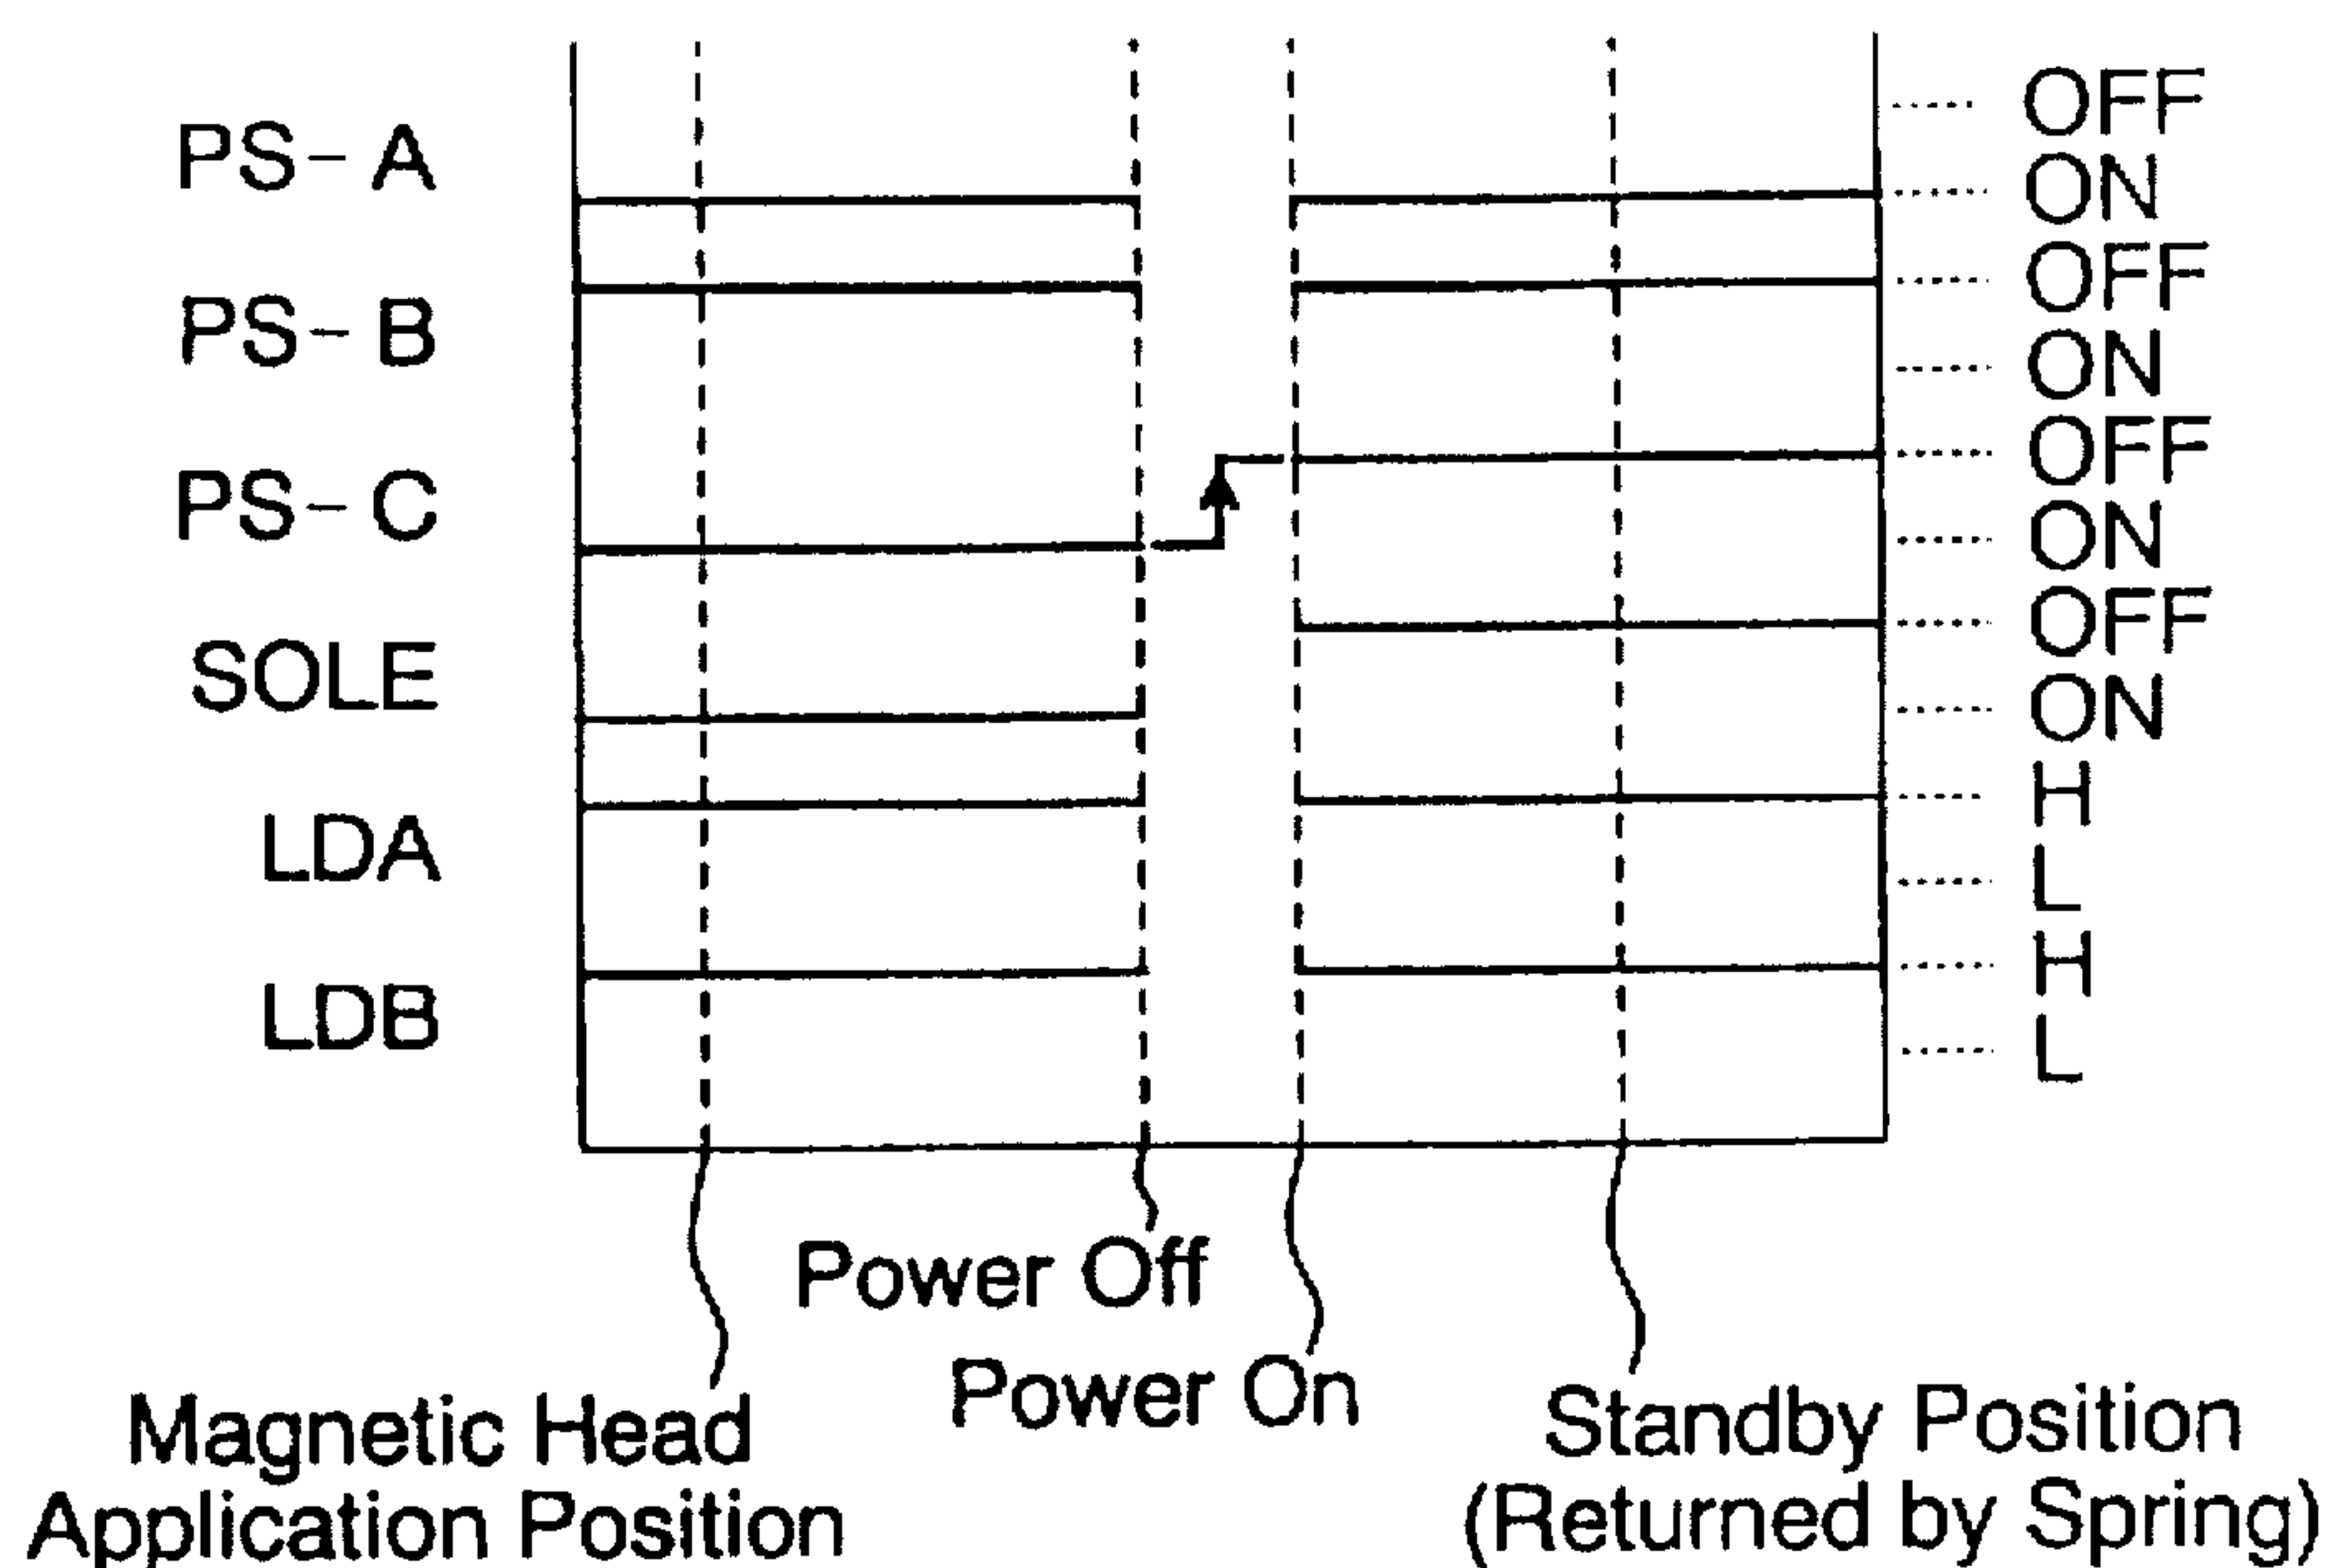 PS-A
PS-B
PS-C
SOLE
LDA
LDB
OFF
ON
OFF
ON
OFF
ON
OFF
ON
H
L
H
L
Power Off
Power On
Magnetic Head
Application Position
Standby Position
(Returned by Spring)